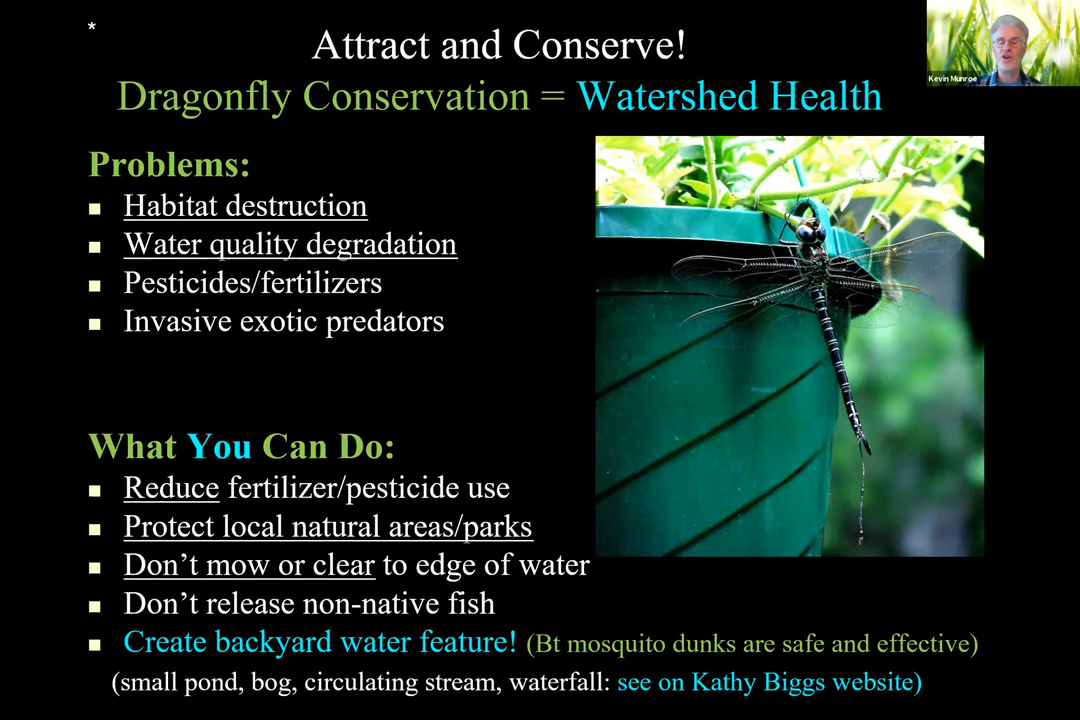 *
Attract and Conserve!
Dragonfly Conservation = Watershed Health
Kevin Munroe
Problems:
Habitat destruction
Water quality degradation
Pesticides/fertilizers
Invasive exotic predators
What You Can Do:
Reduce fertilizer/pesticide use
Protect local natural areas/parks
Don’t mow or clear to edge of water
Don’t release non-native fish
Create backyard water feature! (Bt mosquito dunks are safe and effective)
(small pond, bog, circulating stream, waterfall: see on Kathy Biggs website)